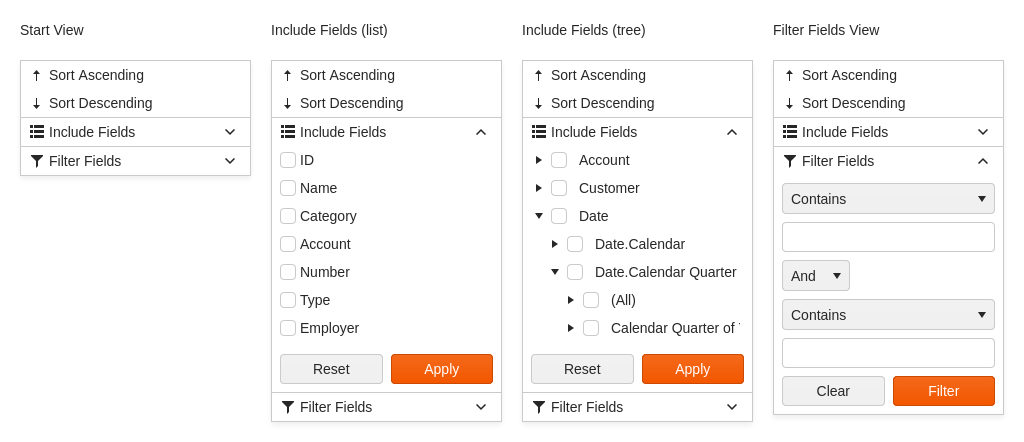 Start View
Sort Ascending
Sort Descending
Include Fields
Filter Fields
Include Fields (list)
Sort Ascending
Sort Descending
Include Fields
ID
Name
Category
Account
Number
Type
Employer
Reset Apply
Filter Fields
Include Fields (tree)
Sort Ascending
Sort Descending
Include Fields
Account
Customer
Date
Date.Calendar
Date.Calendar Quarter
(All)
Calendar Quarter of
Reset Apply
Filter Fields
Filter Fields View
Sort Ascending
Sort Descending
Include Fields
Filter Fields
Contains
And
Contains
Clear Filter